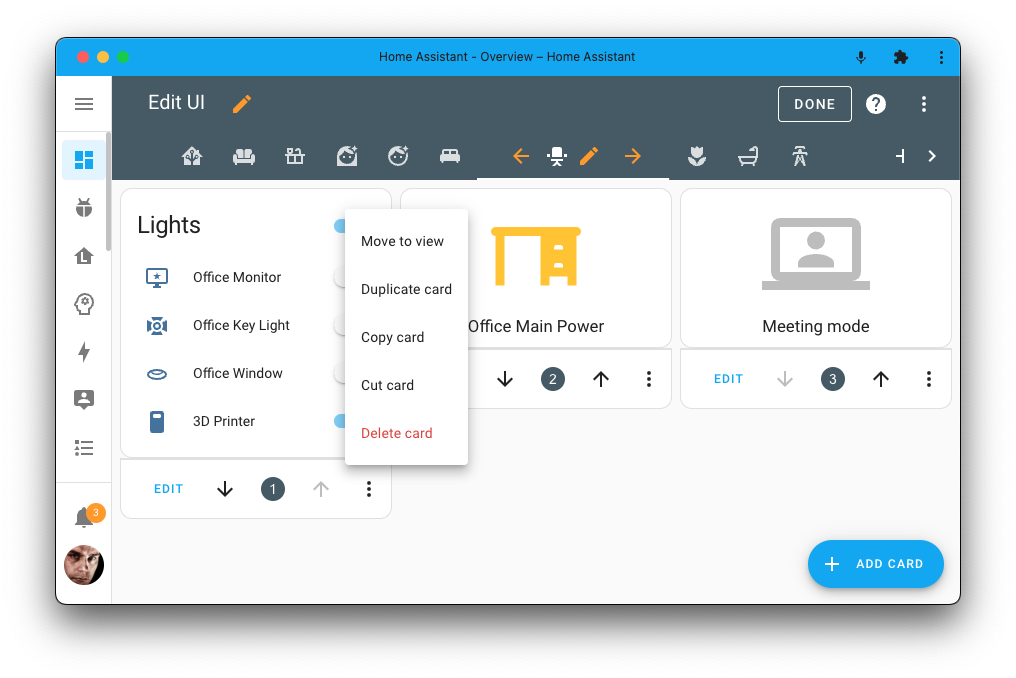 Home Assistant - Overview – Home Assistant
Edit UI
DONE
Lights
Office Monitor
Office Key Light
Office Window
3D Printer
EDIT
1
Move to view
Duplicate card
Copy card
Cut card
Delete card
Office Main Power
2
Meeting mode
EDIT
3
3
ADD CARD